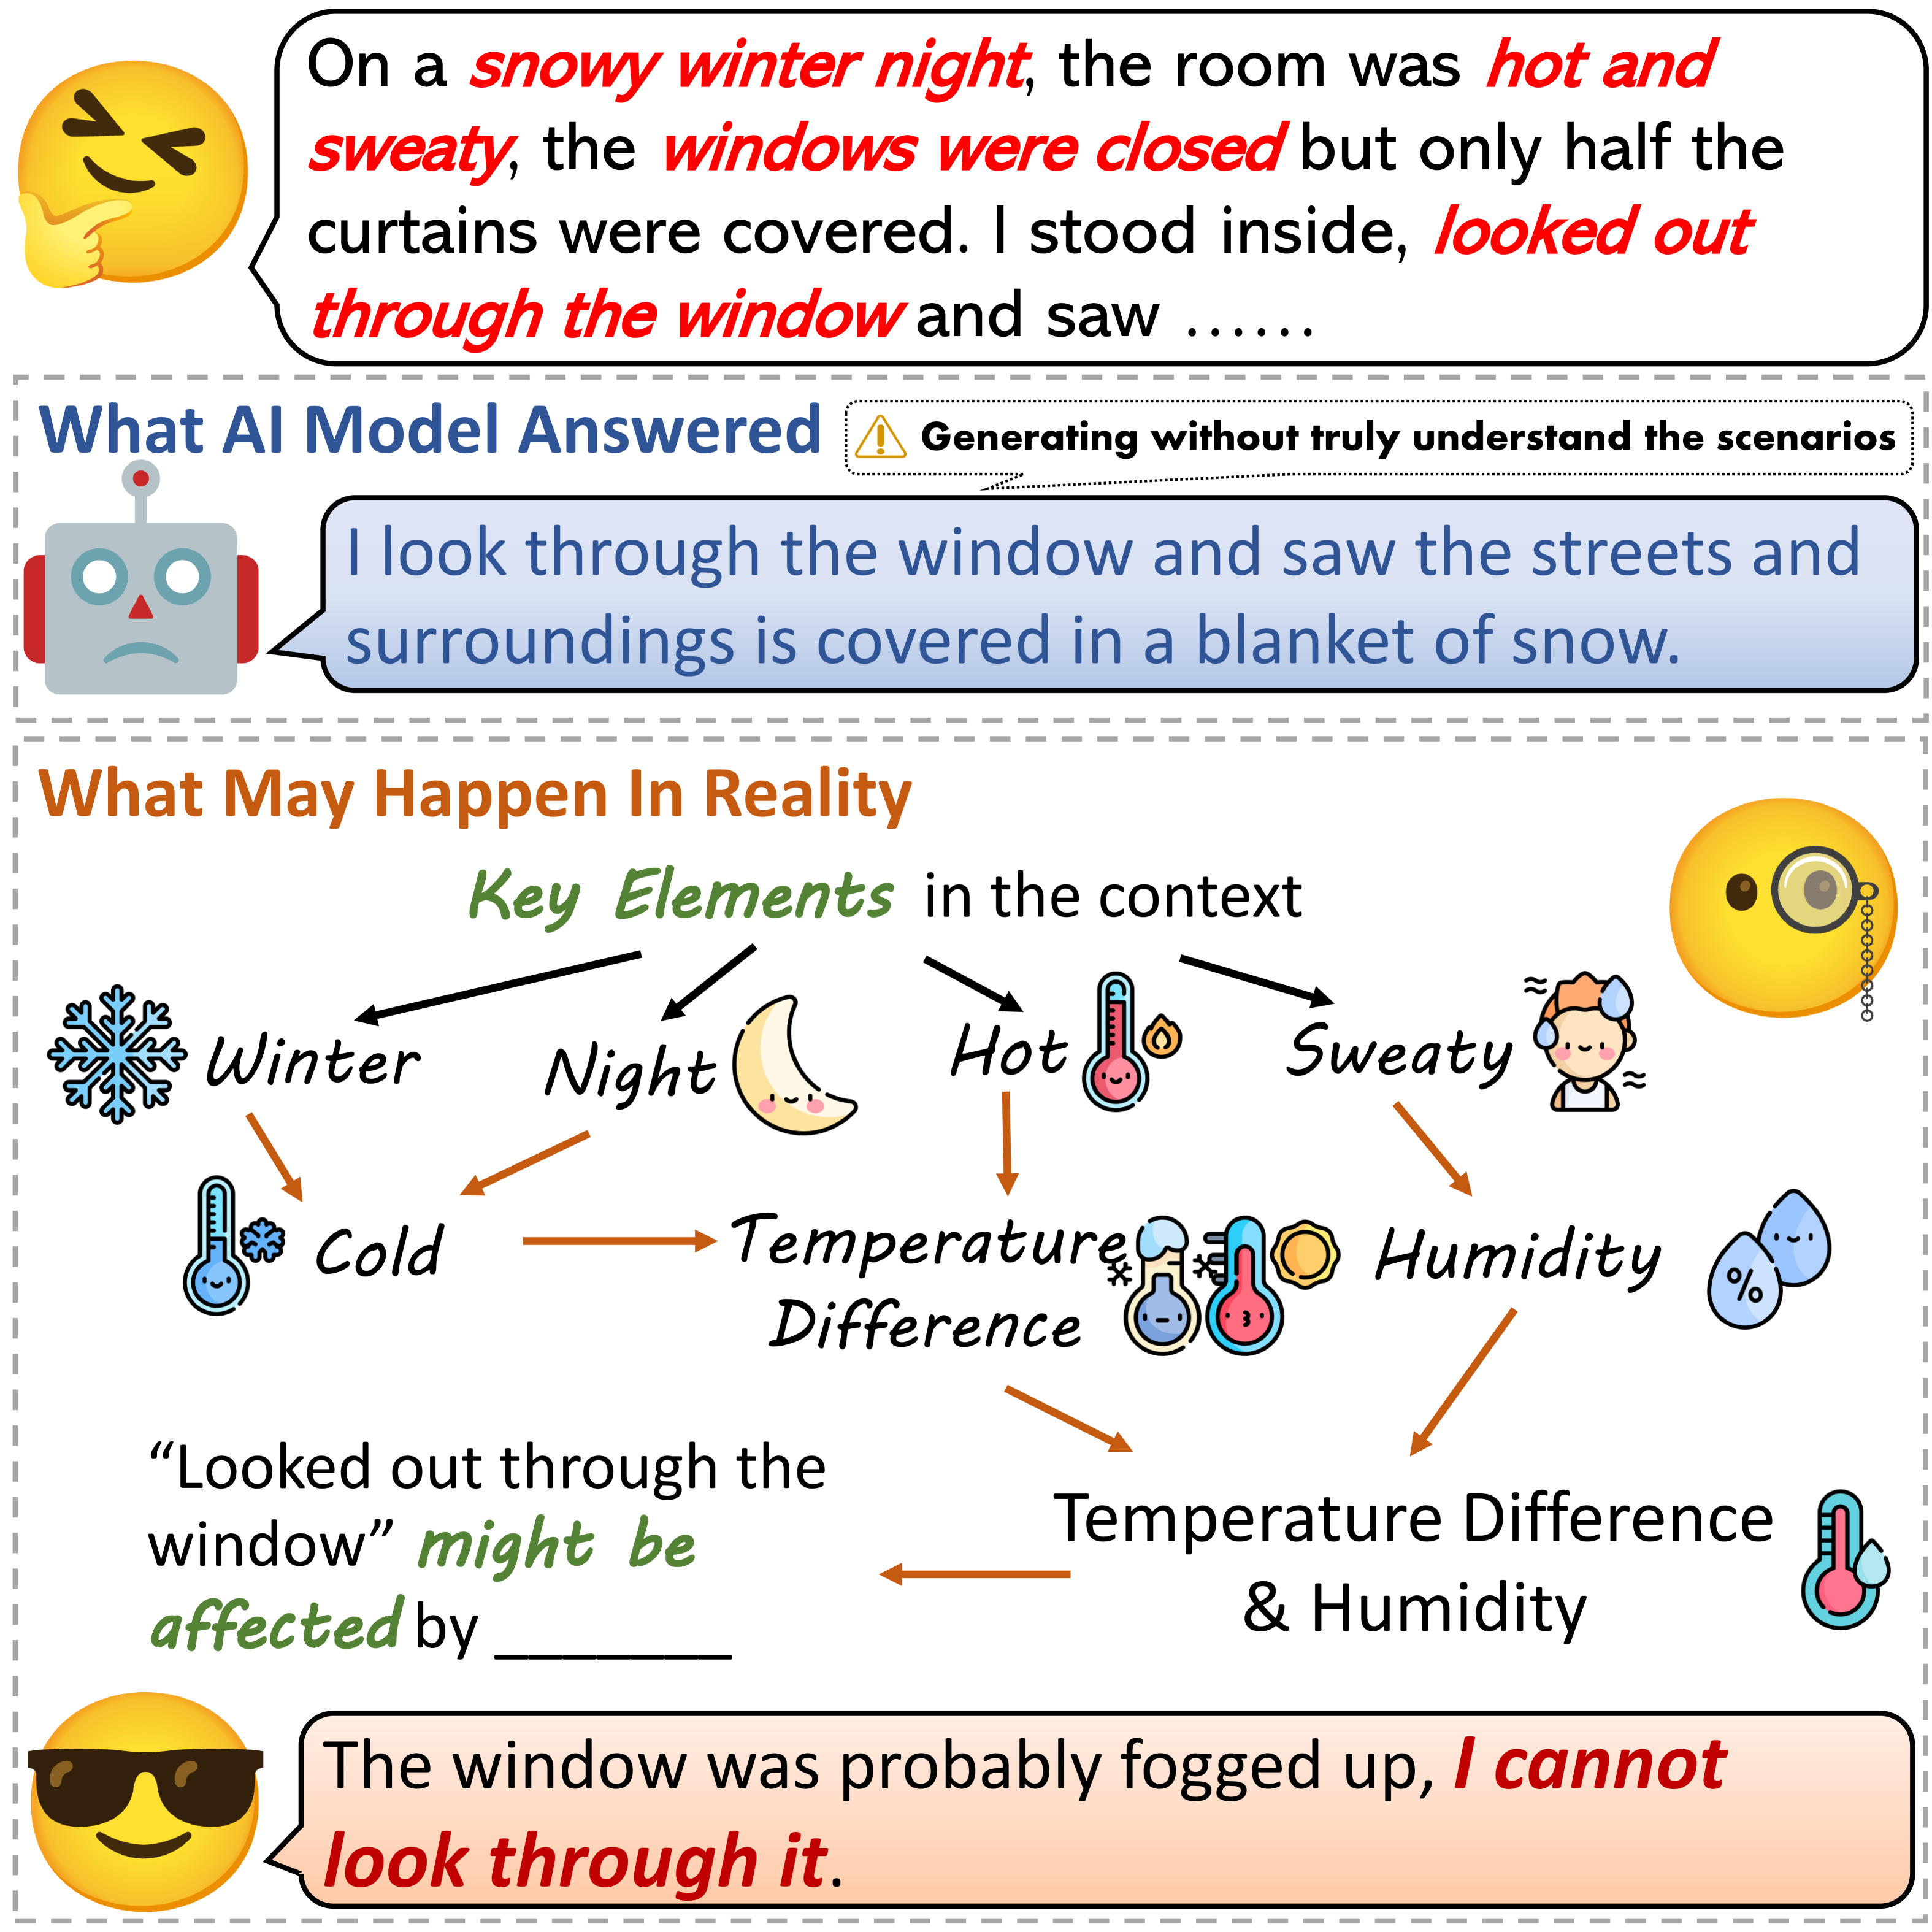 On a snowy winter night, the room was hot and
sweaty, the windows were closed but only half the
curtains were covered. I stood inside, looked out
through the window and saw ……
What AI Model Answered
Generating without truly understand the scenarios
I look through the window and saw the streets and
surroundings is covered in a blanket of snow.
What May Happen In Reality
Key Elements in the context
Winter
Night
Hot
Sweaty
Cold
Temperature
Difference
Humidity
%
“Looked out through the
window” might be
affected by ________
Temperature Difference
& Humidity
The window was probably fogged up, I cannot
look through it.